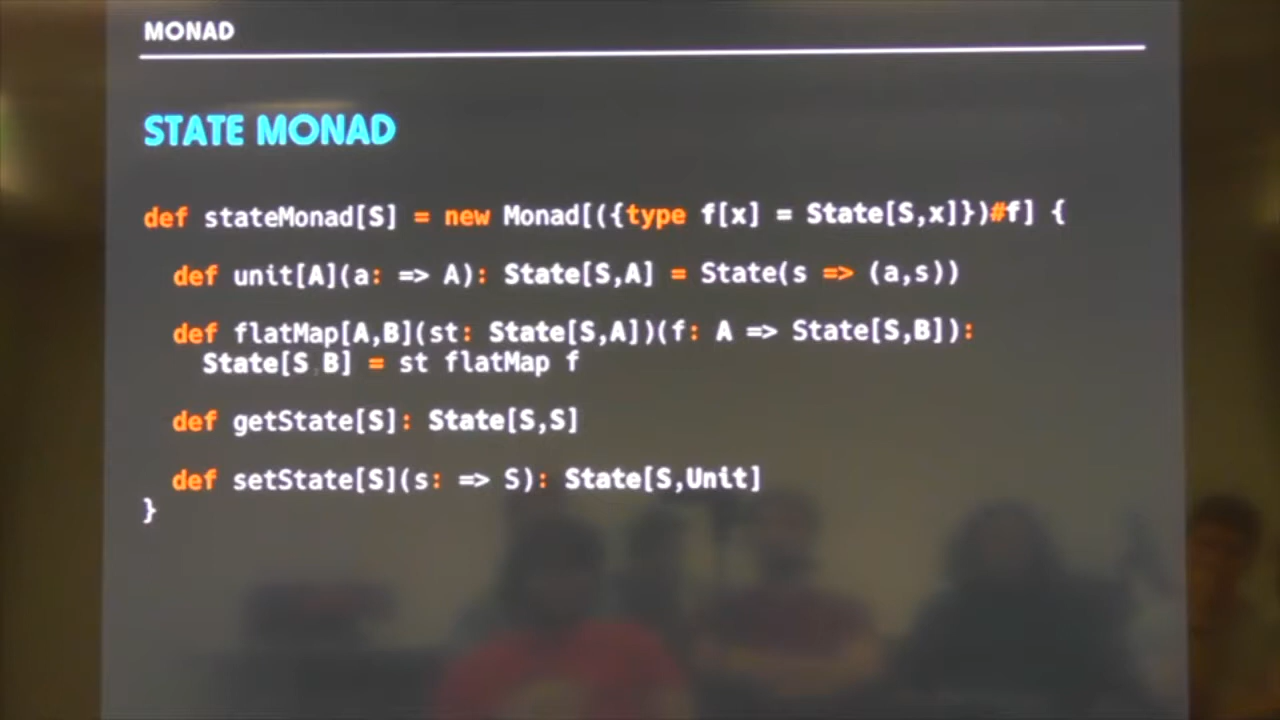 MONAD
STATE MONAD
def stateMonad[S] = new Monad[({type f[x] = State[S,x]})#f] {
def unit[A](a: => A): State[S,A] = State(s => (a,s))
def flatMap[A,B](st: State[S,A])(f: A => State[S,B]):
State[S,B] = st flatMap f
def getState[S]: State[S,S]
def setState[S](s: => S): State[S,Unit]
}